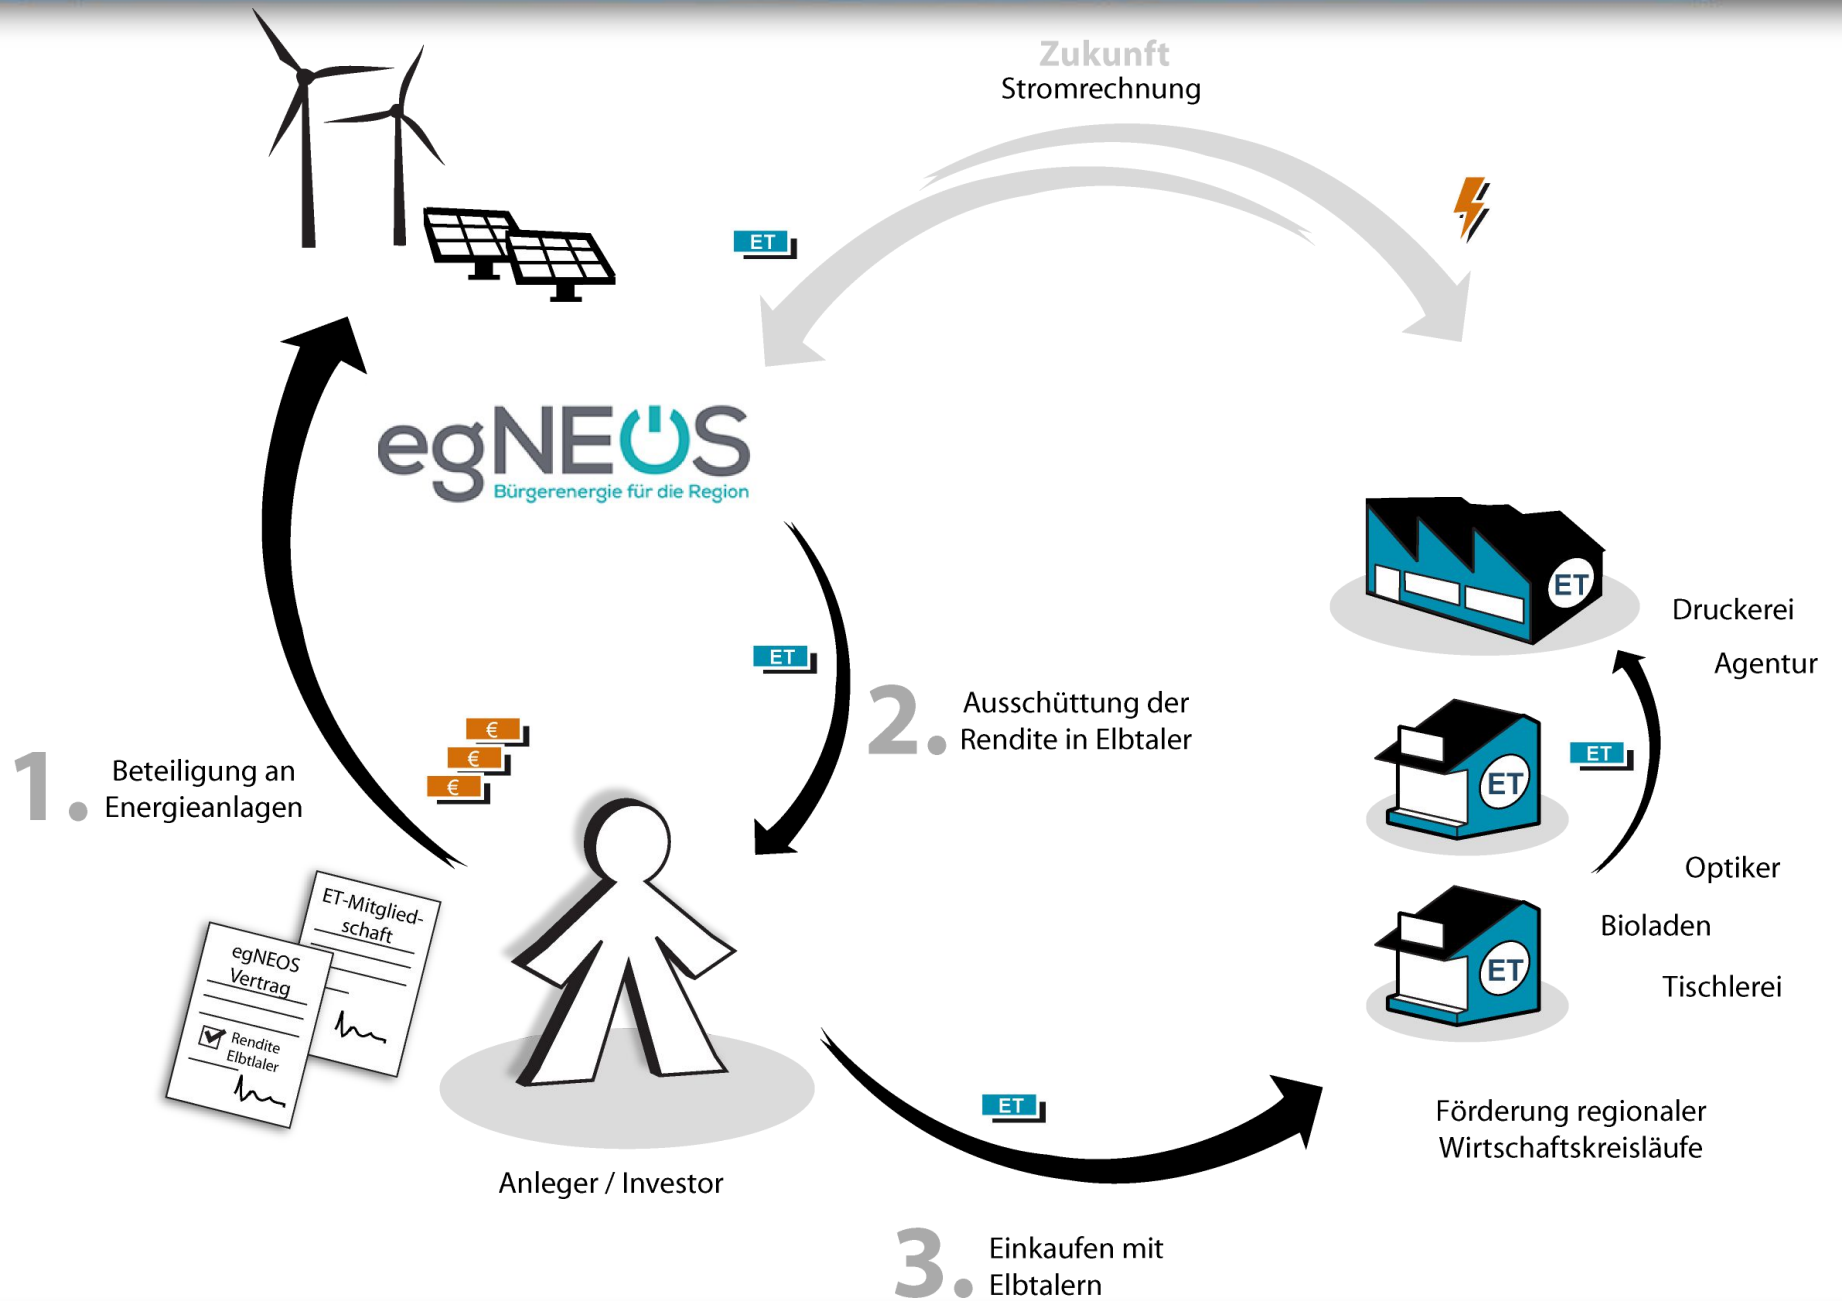 Zukunft
Stromrechnung
ET
egNEOS
Bürgerenergie für die Region
ET
Druckerei
Agentur
ET
2.
Ausschüttung der
Rendite in Elbtaler
€
€
€
1.
Beteiligung an
Energieanlagen
ET
ET
Optiker
Bioladen
Tischlerei
ET
ET-Mitglied-
schaft
egNEOS
Vertrag
Rendite
Elbtlaler
ET
Förderung regionaler
Wirtschaftskreisläufe
Anleger / Investor
3.
Einkaufen mit
Elbtalern